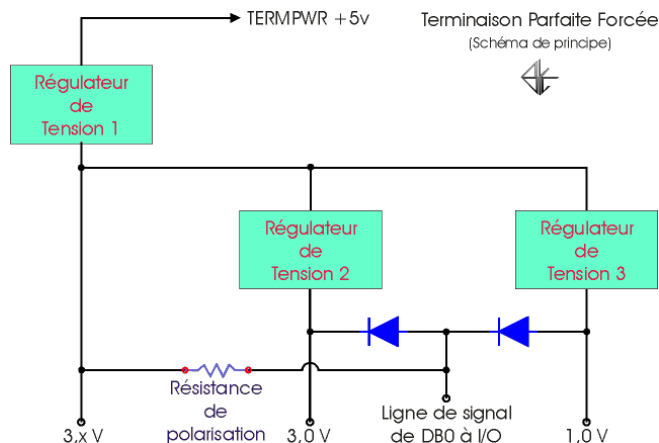 TERMPWR +5v
Terminaison Parfaite Forcée
(Schéma de principe)
Régulateur
de
Tension 1
Régulateur
de
Tension 2
Régulateur
de
Tension 3
Résistance
de
polarisation
Ligne de signal
de DB0 à I/O
3,x V
3,0 V
1,0 V